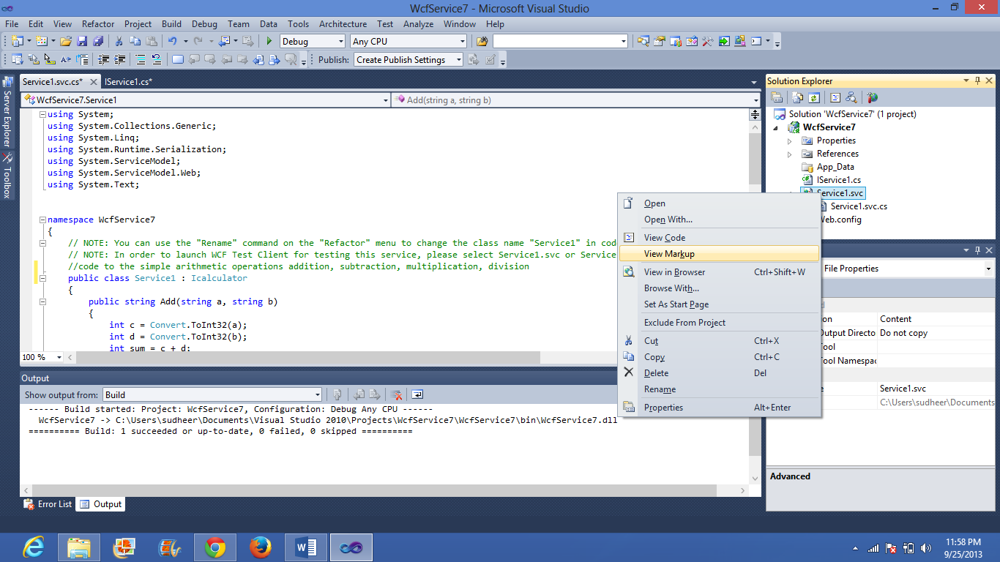 WcfService7 - Microsoft Visual Studio
File Edit View Refactor Project Build Debug Team Data Tools Architecture Test Analyze Window Help
Debug Any CPU
Publish: Create Publish Settings
Server Explorer
Toolbox
Service1.svc.cs* IService1.cs*
WcfService7.Service1 Add(string a, string b)
using System;
using System.Collections.Generic;
using System.Linq;
using System.Runtime.Serialization;
using System.ServiceModel;
using System.ServiceModel.Web;
using System.Text;
namespace WcfService7
{
// NOTE: You can use the "Rename" command on the "Refactor" menu to change the class name "Service1" in cod
// NOTE: In order to launch WCF Test Client for testing this service, please select Service1.svc or Service
//code to the simple arithmetic operations addition, subtraction, multiplication, division
public class Service1 : Icalculator
{
public string Add(string a, string b)
{
int c = Convert.ToInt32(a);
int d = Convert.ToInt32(b);
int sum = c + d;
100 %
Output
Show output from: Build
------ Build started: Project: WcfService7, Configuration: Debug Any CPU ------
WcfService7 -> C:\Users\sudheer\Documents\Visual Studio 2010\Projects\WcfService7\WcfService7\bin\WcfService7.dll
========== Build: 1 succeeded or up-to-date, 0 failed, 0 skipped ==========
Error List Output
Solution Explorer
Solution 'WcfService7' (1 project)
WcfService7
Properties
References
App_Data
IService1.cs
Service1.svc
Service1.svc.cs
Web.config
Open
Open With...
View Code
View Markup
View in Browser Ctrl+Shift+W
Browse With...
Set As Start Page
Exclude From Project
Cut Ctrl+X
Copy Ctrl+C
Delete Del
Rename
Properties Alt+Enter
File Properties
on Content
Output Directo Do not copy
Tool
Tool Namespac
e Service1.svc
C:\Users\sudheer\Documents
Advanced
11:58 PM
9/25/2013